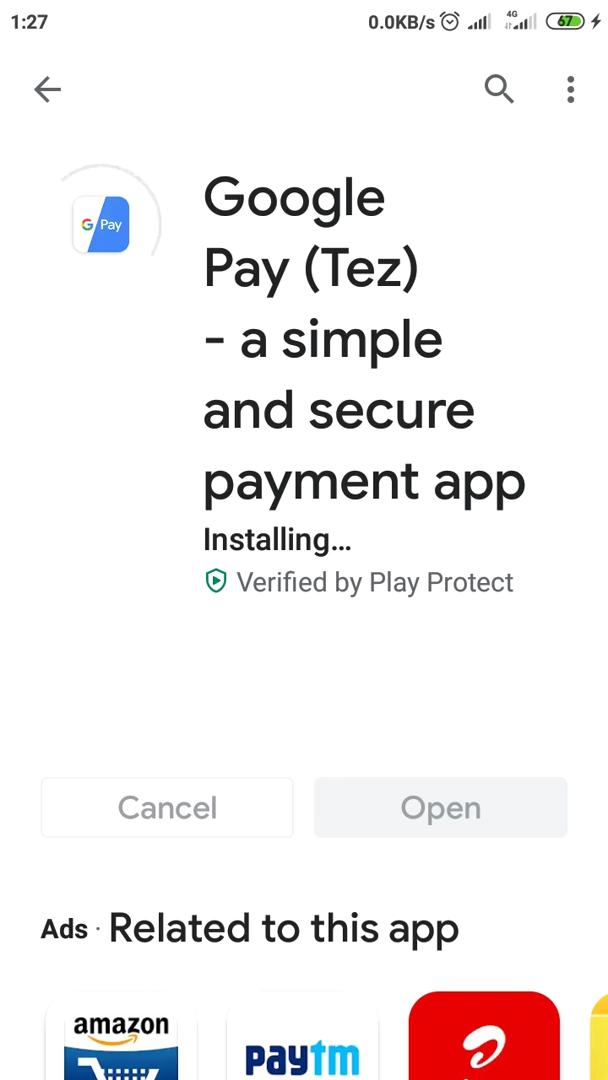 1:27 0.0KB/s 4G 67
G Pay
Google
Pay (Tez)
- a simple
and secure
payment app
Installing...
Verified by Play Protect
Cancel Open
Ads · Related to this app
amazon
paytm